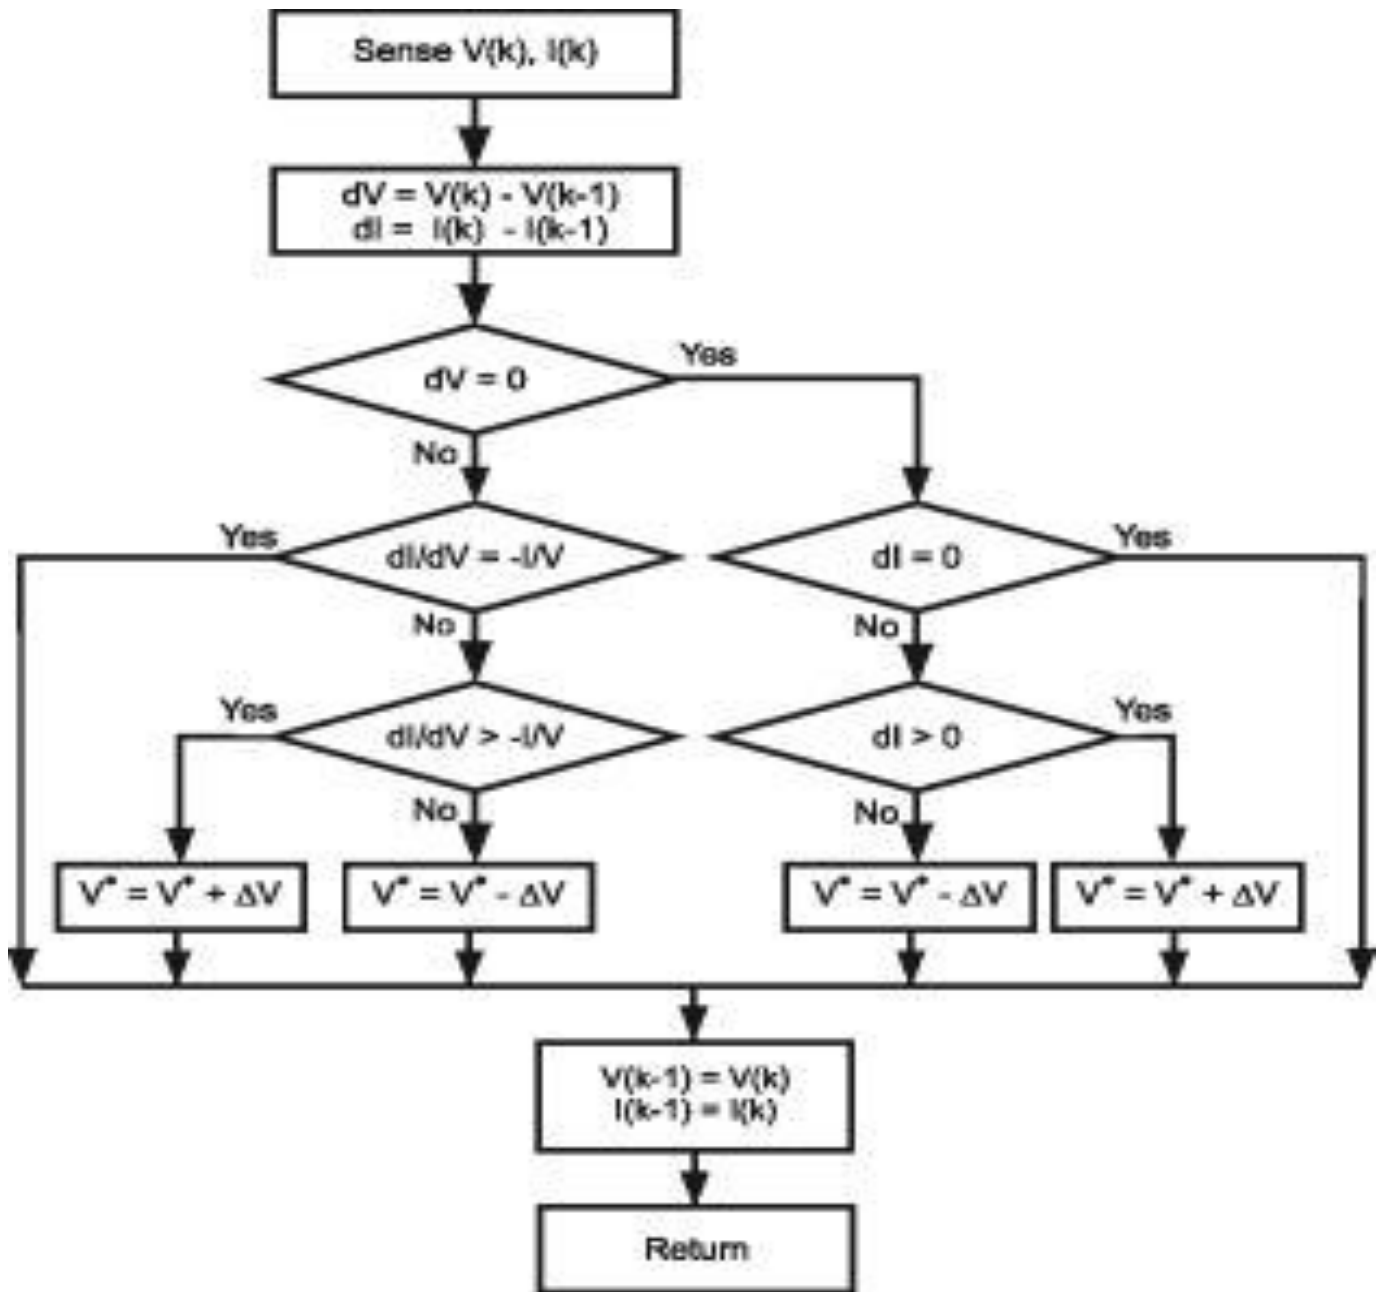 Sense V(k), I(k)
dV = V(k) - V(k-1)
dI = I(k) - I(k-1)
dV = 0
Yes
No
dI/dV = -I/V
Yes
No
dI = 0
Yes
No
dI/dV > -I/V
Yes
No
dI > 0
Yes
No
V* = V* + ΔV
V* = V* - ΔV
V* = V* - ΔV
V* = V* + ΔV
V(k-1) = V(k)
I(k-1) = I(k)
Return